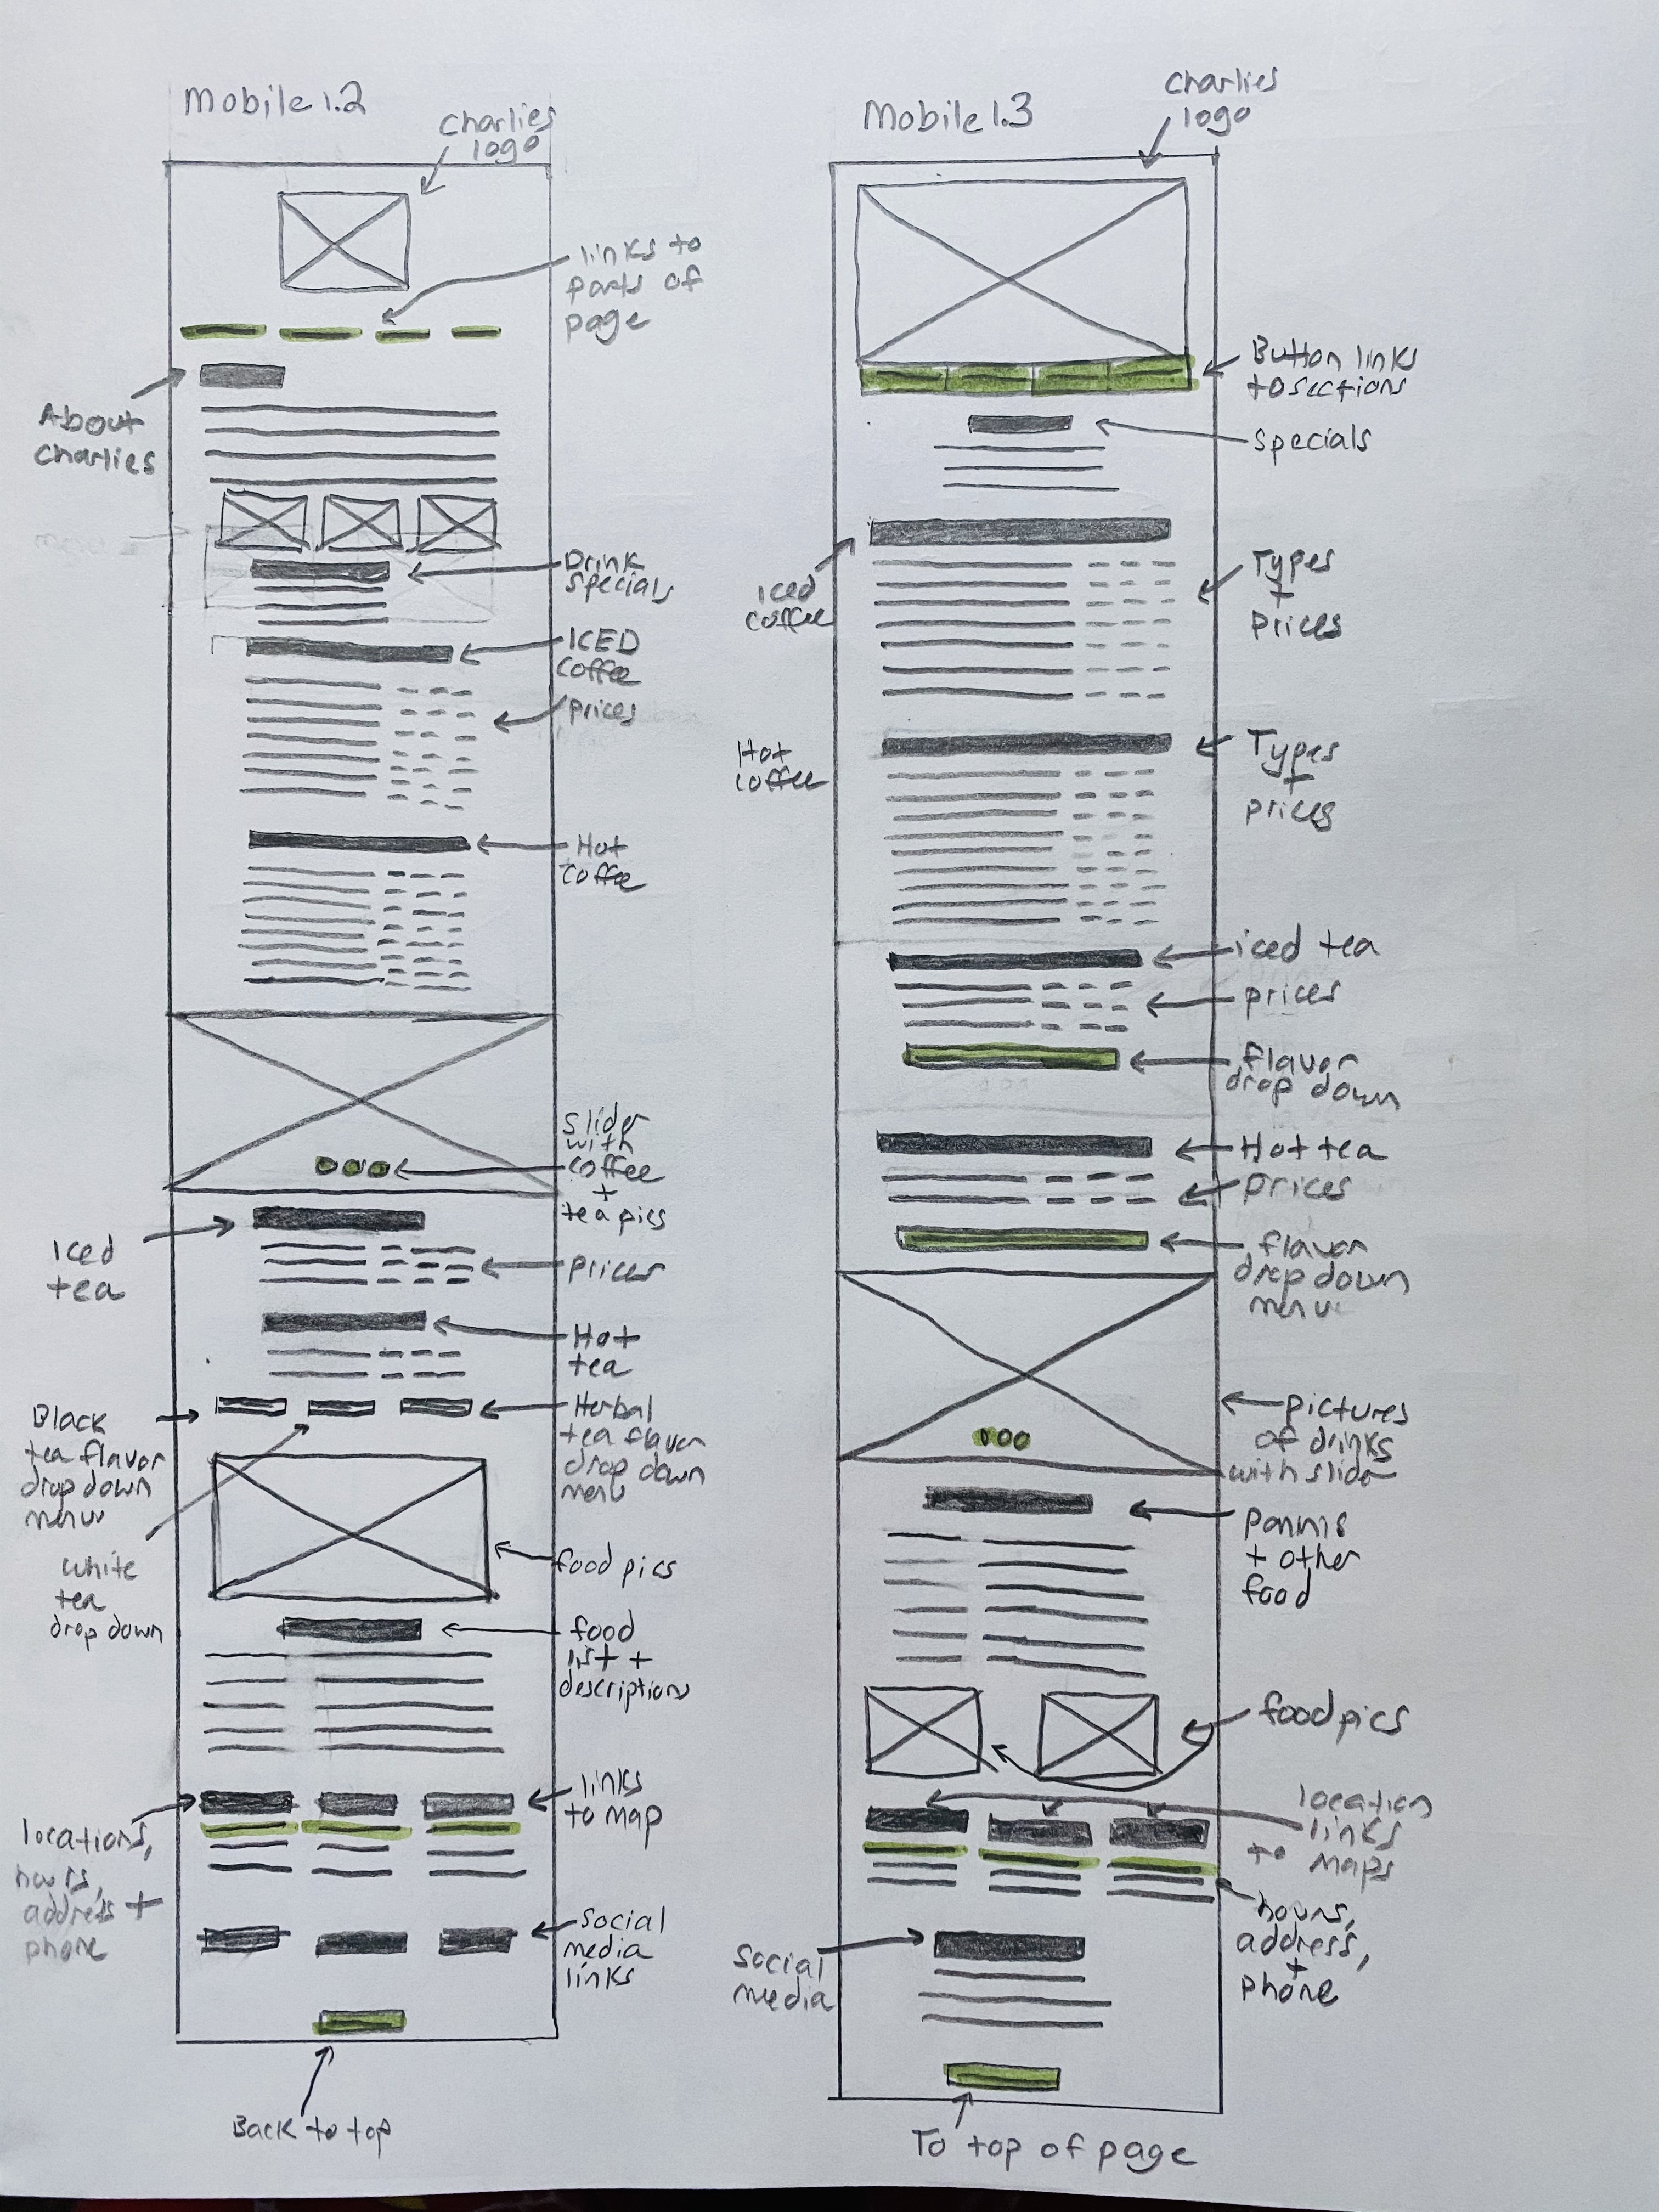 Mobile 1.2
Charlies
logo
links to
parts of
page
About
Charlies
Drink
specials
ICED
coffee
prices
Hot
coffee
slider
with
coffee
+
tea pics
Iced
tea
prices
Hot
tea
Black
tea flavor
drop down
menu
Herbal
tea flavor
drop down
menu
white
tea
drop down
food pics
food
list +
descriptions
links
to map
locations,
hours,
address +
phone
social
media
links
Back to top
Mobile 1.3
Charlies
logo
Button links
to sections
specials
Iced
coffee
Types
+
Prices
Hot
coffee
Types
+
prices
iced tea
prices
flavor
drop down
Hot tea
prices
flavor
drop down
menu
pictures
of drinks
with slider
Paninis
+ other
food
food pics
location
links
to maps
hours,
address,
+
phone
social
media
To top of page